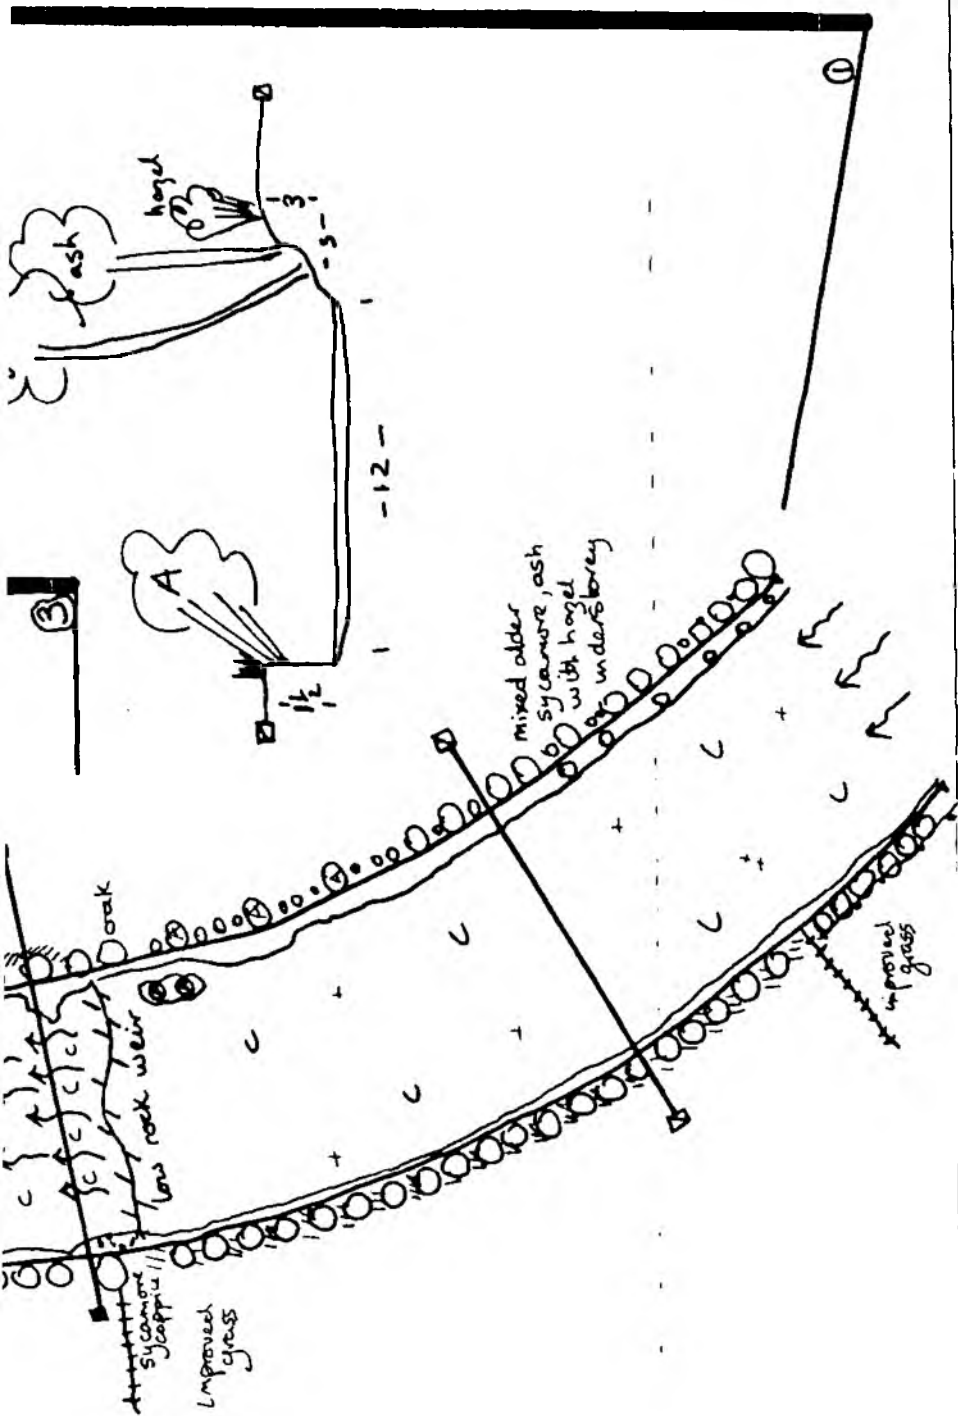 ①
hazel
3
ash
3
12
③
A
1½
mixed alder
sycamore, ash
with hazel
understorey
oak
A
A
A
low rock weir
sycamore
coppice
improved
grass
improved
grass